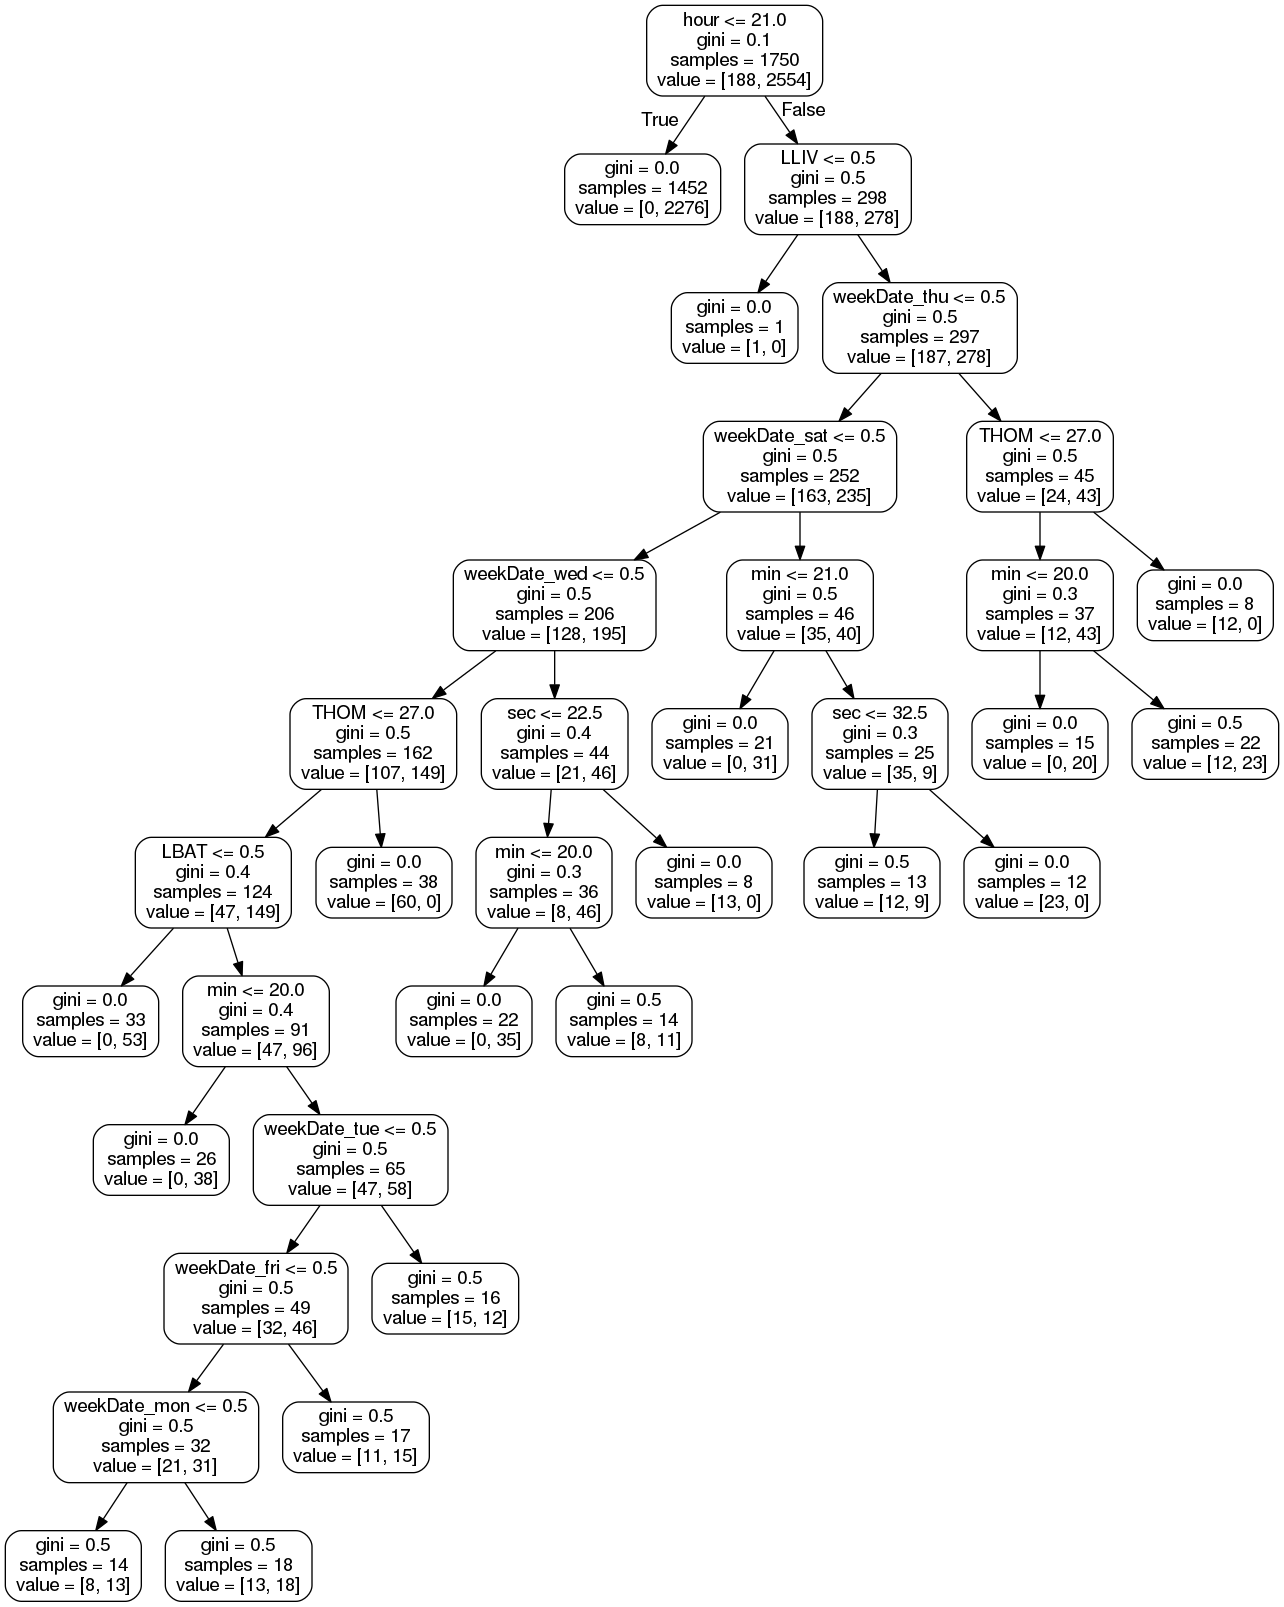 hour <= 21.0
gini = 0.1
samples = 1750
value = [188, 2554]
True
False
gini = 0.0
samples = 1452
value = [0, 2276]
LLIV <= 0.5
gini = 0.5
samples = 298
value = [188, 278]
gini = 0.0
samples = 1
value = [1, 0]
weekDate_thu <= 0.5
gini = 0.5
samples = 297
value = [187, 278]
weekDate_sat <= 0.5
gini = 0.5
samples = 252
value = [163, 235]
THOM <= 27.0
gini = 0.5
samples = 45
value = [24, 43]
weekDate_wed <= 0.5
gini = 0.5
samples = 206
value = [128, 195]
min <= 21.0
gini = 0.5
samples = 46
value = [35, 40]
min <= 20.0
gini = 0.3
samples = 37
value = [12, 43]
gini = 0.0
samples = 8
value = [12, 0]
THOM <= 27.0
gini = 0.5
samples = 162
value = [107, 149]
sec <= 22.5
gini = 0.4
samples = 44
value = [21, 46]
gini = 0.0
samples = 21
value = [0, 31]
sec <= 32.5
gini = 0.3
samples = 25
value = [35, 9]
gini = 0.0
samples = 15
value = [0, 20]
gini = 0.5
samples = 22
value = [12, 23]
LBAT <= 0.5
gini = 0.4
samples = 124
value = [47, 149]
gini = 0.0
samples = 38
value = [60, 0]
min <= 20.0
gini = 0.3
samples = 36
value = [8, 46]
gini = 0.0
samples = 8
value = [13, 0]
gini = 0.5
samples = 13
value = [12, 9]
gini = 0.0
samples = 12
value = [23, 0]
gini = 0.0
samples = 33
value = [0, 53]
min <= 20.0
gini = 0.4
samples = 91
value = [47, 96]
gini = 0.0
samples = 22
value = [0, 35]
gini = 0.5
samples = 14
value = [8, 11]
gini = 0.0
samples = 26
value = [0, 38]
weekDate_tue <= 0.5
gini = 0.5
samples = 65
value = [47, 58]
weekDate_fri <= 0.5
gini = 0.5
samples = 49
value = [32, 46]
gini = 0.5
samples = 16
value = [15, 12]
weekDate_mon <= 0.5
gini = 0.5
samples = 32
value = [21, 31]
gini = 0.5
samples = 17
value = [11, 15]
gini = 0.5
samples = 14
value = [8, 13]
gini = 0.5
samples = 18
value = [13, 18]